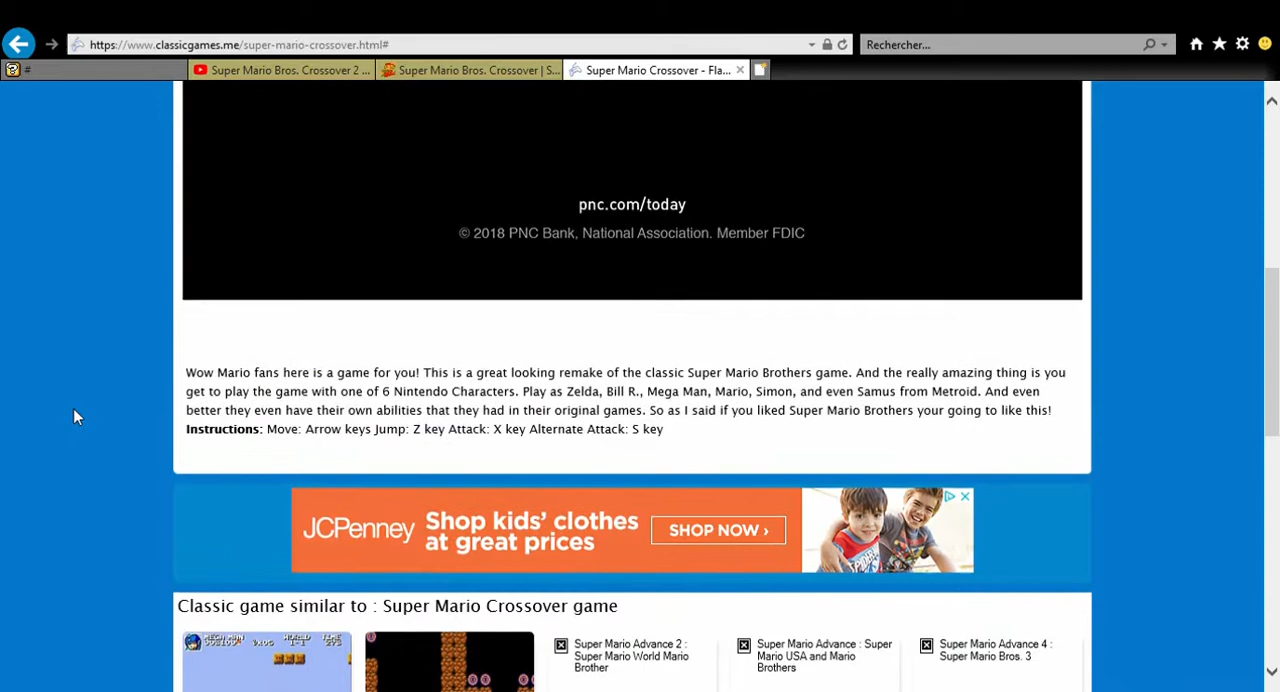 https://www.classicgames.me/super-mario-crossover.html#
Rechercher...
#
Super Mario Bros. Crossover 2 ...
Super Mario Bros. Crossover | S...
Super Mario Crossover - Fla...
pnc.com/today
© 2018 PNC Bank, National Association. Member FDIC
Wow Mario fans here is a game for you! This is a great looking remake of the classic Super Mario Brothers game. And the really amazing thing is you
get to play the game with one of 6 Nintendo Characters. Play as Zelda, Bill R., Mega Man, Mario, Simon, and even Samus from Metroid. And even
better they even have their own abilities that they had in their original games. So as I said if you liked Super Mario Brothers your going to like this!
Instructions: Move: Arrow keys Jump: Z key Attack: X key Alternate Attack: S key
JCPenney
Shop kids' clothes
at great prices
SHOP NOW ›
Classic game similar to : Super Mario Crossover game
WORLD TIME
1-1
Super Mario Advance 2 :
Super Mario World Mario
Brother
Super Mario Advance : Super
Mario USA and Mario
Brothers
Super Mario Advance 4 :
Super Mario Bros. 3